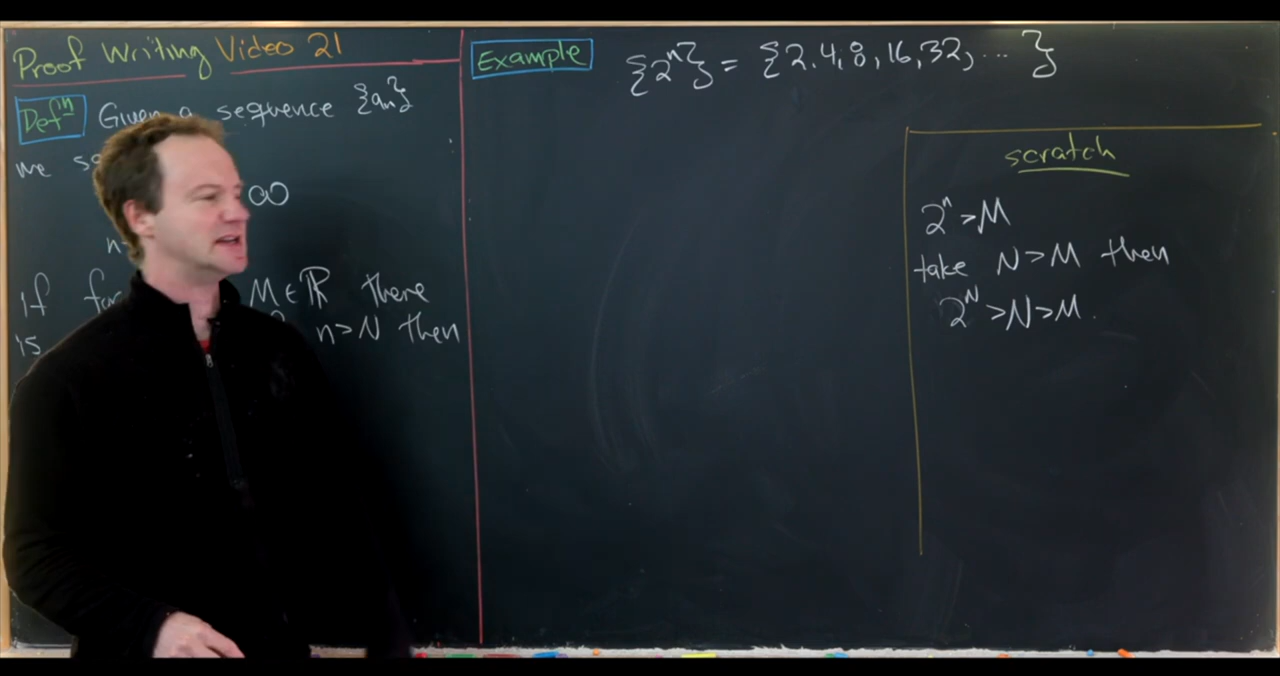 Proof Writing Video 21
Defⁿ Given a sequence {aₙ}
we
∞
n
if for M ∈ ℝ there
is n > N then
Example {2ⁿ} = {2, 4, 8, 16, 32, ... }
scratch
2ⁿ > M
take N > M then
2ᴺ > N > M.